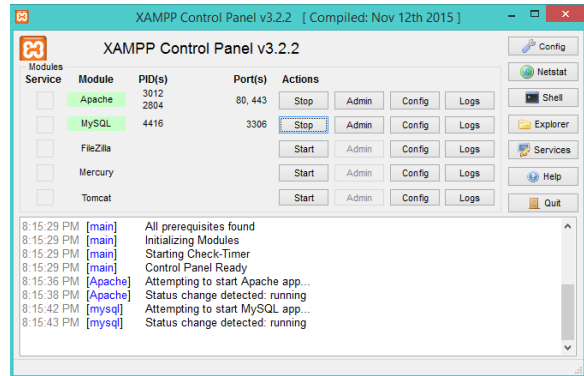 XAMPP Control Panel v3.2.2 [ Compiled: Nov 12th 2015 ]
XAMPP Control Panel v3.2.2
Config
Modules
Service Module PID(s) Port(s) Actions
Netstat
Apache 3012 2804 80, 443 Stop Admin Config Logs
Shell
MySQL 4416 3306 Stop Admin Config Logs
Explorer
FileZilla Start Admin Config Logs
Services
Mercury Start Admin Config Logs
Help
Tomcat Start Admin Config Logs
Quit
8:15:29 PM [main] All prerequisites found
8:15:29 PM [main] Initializing Modules
8:15:29 PM [main] Starting Check-Timer
8:15:29 PM [main] Control Panel Ready
8:15:36 PM [Apache] Attempting to start Apache app...
8:15:38 PM [Apache] Status change detected: running
8:15:42 PM [mysql] Attempting to start MySQL app...
8:15:43 PM [mysql] Status change detected: running